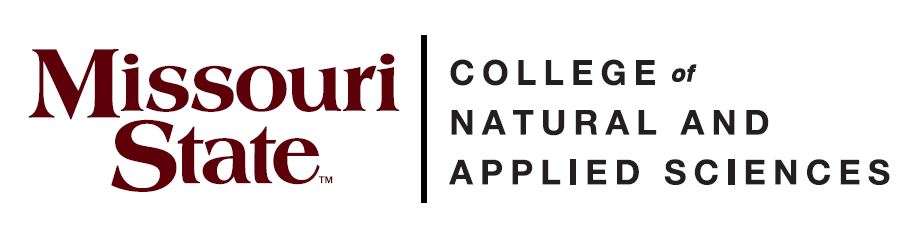 Missouri
State™
COLLEGE of
NATURAL AND
APPLIED SCIENCES